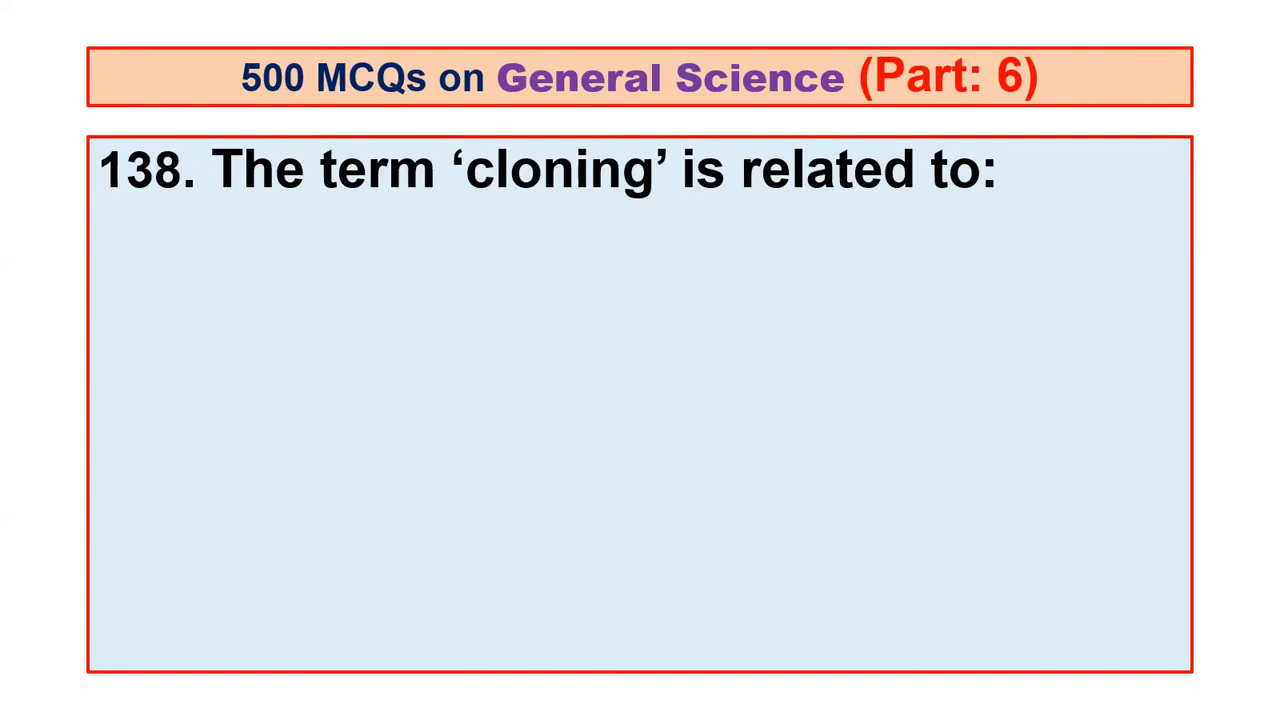 500 MCQs on General Science (Part: 6)
138. The term ‘cloning’ is related to: